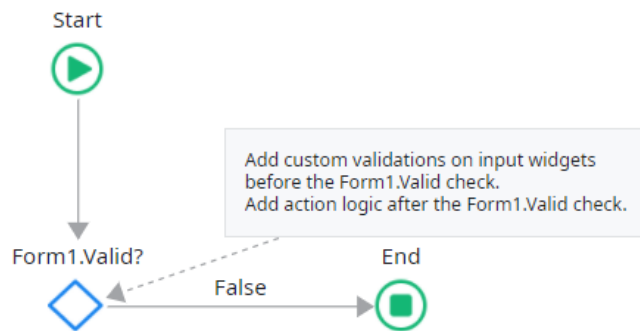 Start
Add custom validations on input widgets
before the Form1.Valid check.
Add action logic after the Form1.Valid check.
Form1.Valid?
End
False